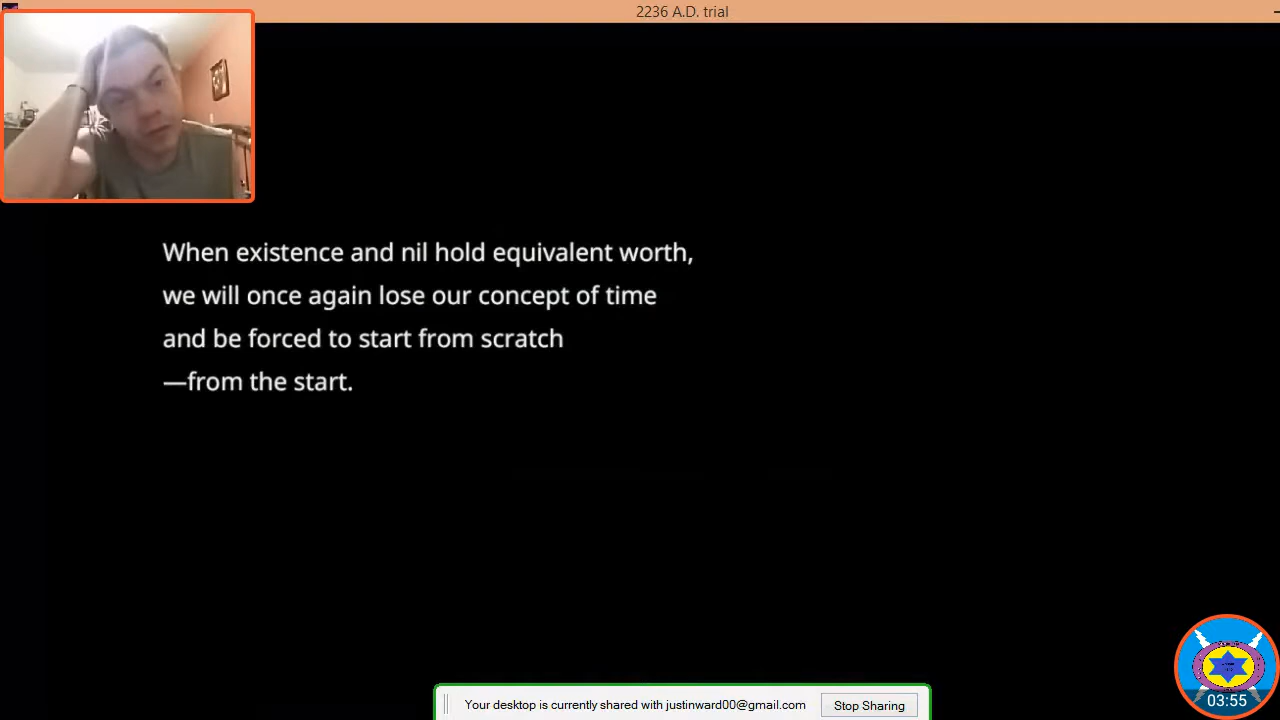 2236 A.D. trial
When existence and nil hold equivalent worth,
we will once again lose our concept of time
and be forced to start from scratch
—from the start.
Your desktop is currently shared with justinward00@gmail.com
Stop Sharing
03:55